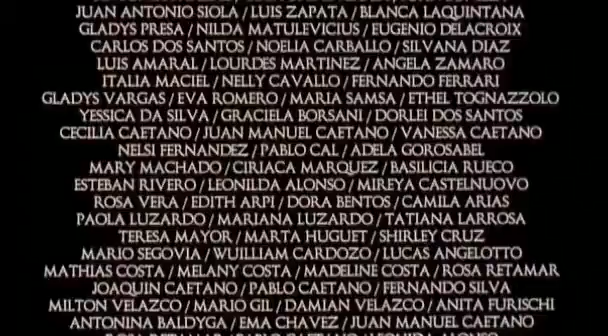 JUAN ANTONIO SIOLA / LUIS ZAPATA / BLANCA LAQUINTANA
GLADYS PRESA / NILDA MATULEVICIUS / EUGENIO DELACROIX
CARLOS DOS SANTOS / NOELIA CARBALLO / SILVANA DIAZ
LUIS AMARAL / LOURDES MARTINEZ / ANGELA ZAMARO
ITALIA MACIEL / NELLY CAVALLO / FERNANDO FERRARI
GLADYS VARGAS / EVA ROMERO / MARIA SAMSA / ETHEL TOGNAZZOLO
YESSICA DA SILVA / GRACIELA BORSANI / DORLEI DOS SANTOS
CECILIA CAETANO / JUAN MANUEL CAETANO / VANESSA CAETANO
NELSI FERNANDEZ / PABLO CAL / ADELA GOROSABEL
MARY MACHADO / CIRIACA MARQUEZ / BASILICIA RUECO
ESTEBAN RIVERO / LEONILDA ALONSO / MIREYA CASTELNUOVO
ROSA VERA / EDITH ARPI / DORA BENTOS / CAMILA ARIAS
PAOLA LUZARDO / MARIANA LUZARDO / TATIANA LARROSA
TERESA MAYOR / MARTA HUGUET / SHIRLEY CRUZ
MARIO SEGOVIA / WUILLIAM CARDOZO / LUCAS ANGELOTTO
MATHIAS COSTA / MELANY COSTA / MADELINE COSTA / ROSA RETAMAR
JOAQUIN CAETANO / PABLO CAETANO / FERNANDO SILVA
MILTON VELAZCO / MARIO GIL / DAMIAN VELAZCO / ANITA FURISCHI
ANTONINA BALDYGA / EMA CHAVEZ / JUAN MANUEL CAETANO